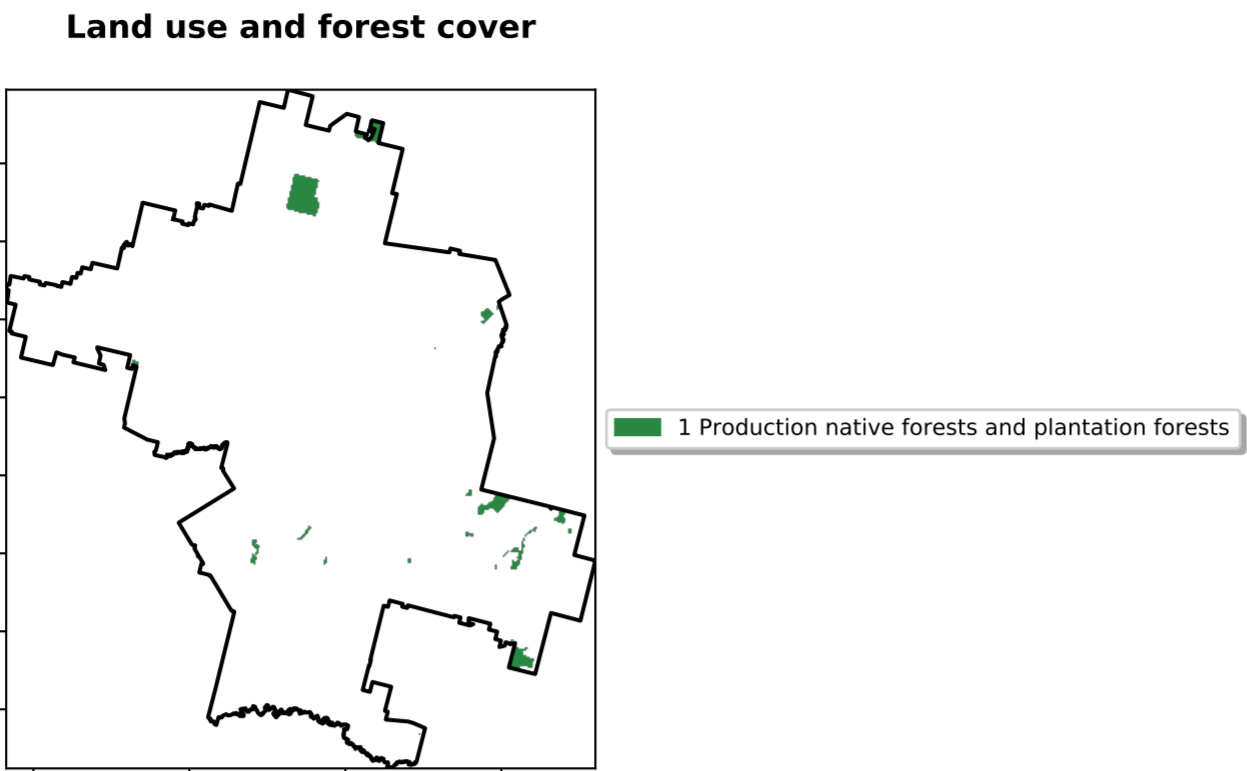 Land use and forest cover
1 Production native forests and plantation forests